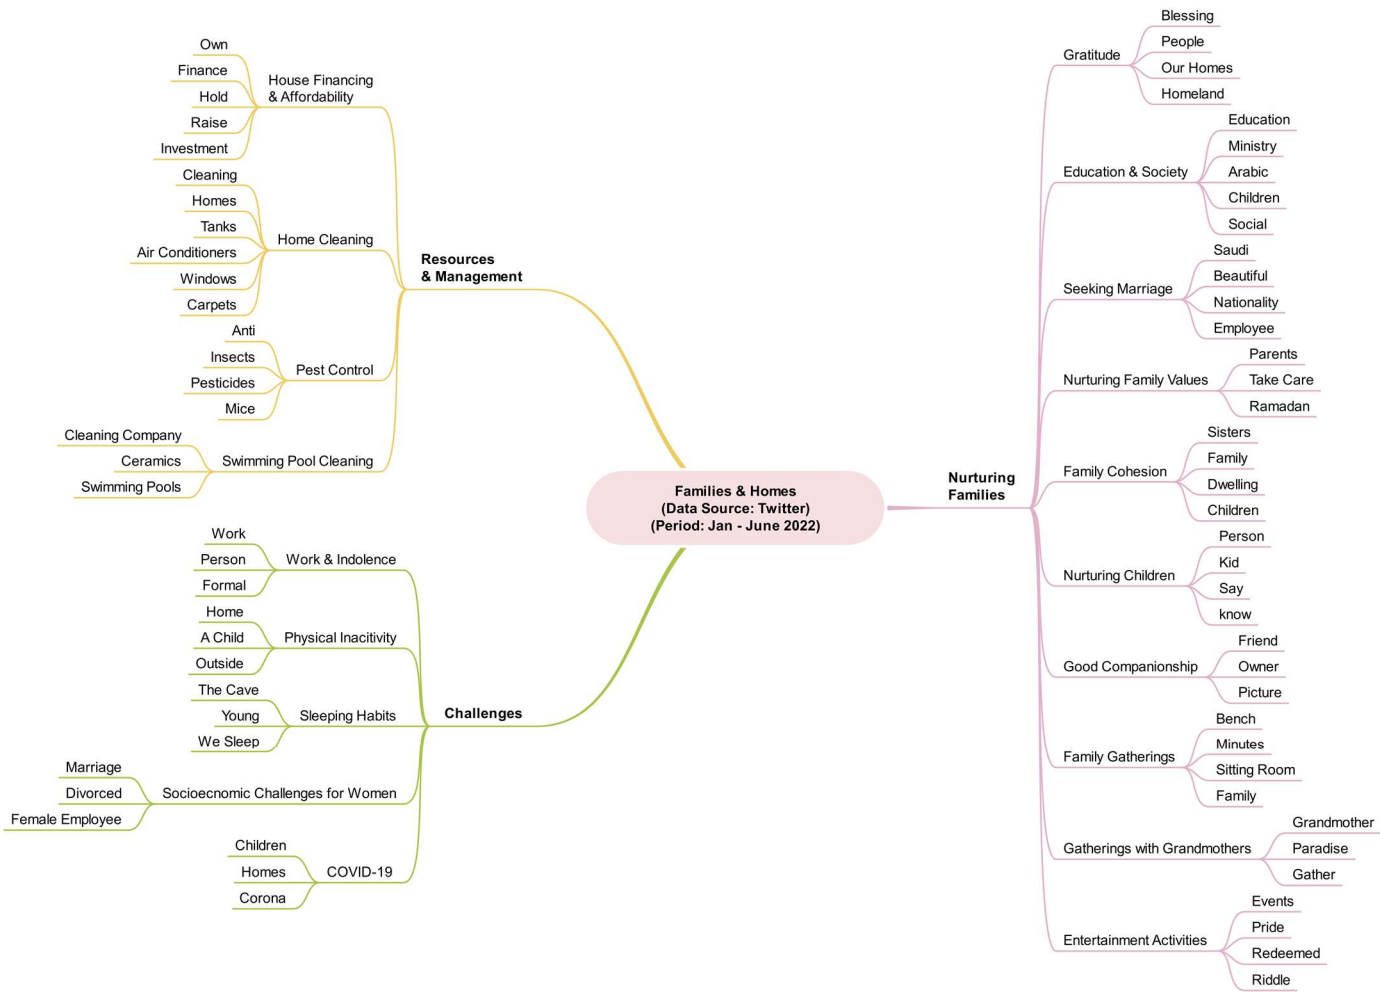 Families & Homes
(Data Source: Twitter)
(Period: Jan - June 2022)
Resources
& Management
House Financing
& Affordability
Own
Finance
Hold
Raise
Investment
Home Cleaning
Cleaning
Homes
Tanks
Air Conditioners
Windows
Carpets
Pest Control
Anti
Insects
Pesticides
Mice
Swimming Pool Cleaning
Cleaning Company
Ceramics
Swimming Pools
Challenges
Work & Indolence
Work
Person
Formal
Physical Inacitivity
Home
A Child
Outside
Sleeping Habits
The Cave
Young
We Sleep
Socioecnomic Challenges for Women
Marriage
Divorced
Female Employee
COVID-19
Children
Homes
Corona
Nurturing
Families
Gratitude
Blessing
People
Our Homes
Homeland
Education & Society
Education
Ministry
Arabic
Children
Social
Seeking Marriage
Saudi
Beautiful
Nationality
Employee
Nurturing Family Values
Parents
Take Care
Ramadan
Family Cohesion
Sisters
Family
Dwelling
Children
Nurturing Children
Person
Kid
Say
know
Good Companionship
Friend
Owner
Picture
Family Gatherings
Bench
Minutes
Sitting Room
Family
Gatherings with Grandmothers
Grandmother
Paradise
Gather
Entertainment Activities
Events
Pride
Redeemed
Riddle